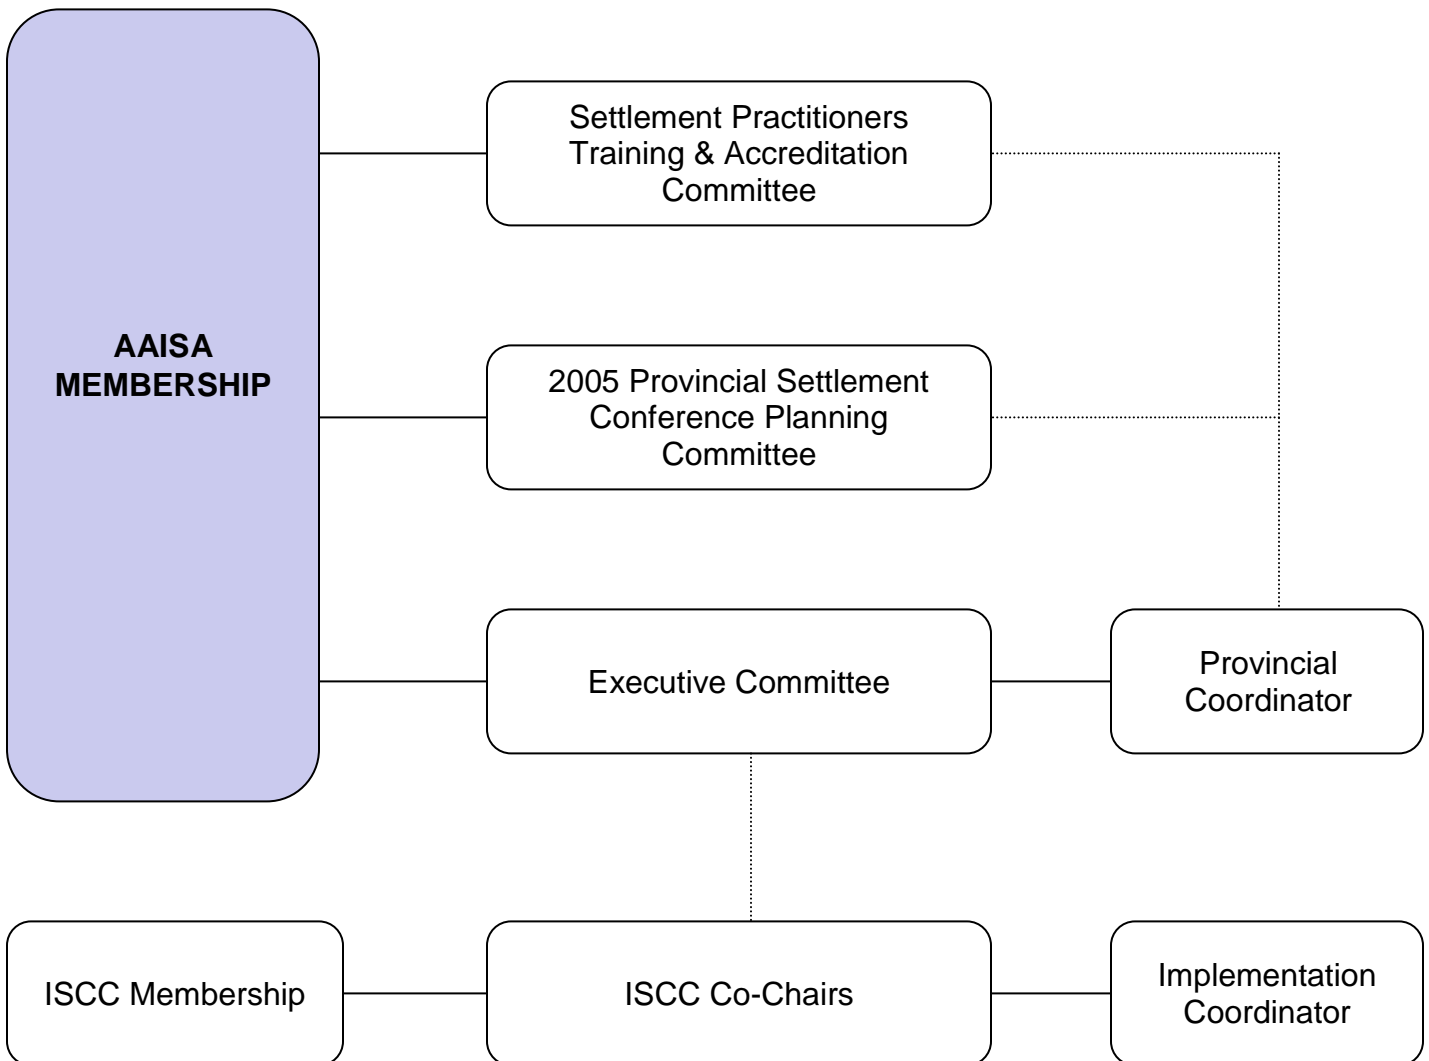 AAISA
MEMBERSHIP
Settlement Practitioners
Training & Accreditation
Committee
2005 Provincial Settlement
Conference Planning
Committee
Executive Committee
Provincial
Coordinator
ISCC Membership
ISCC Co-Chairs
Implementation
Coordinator